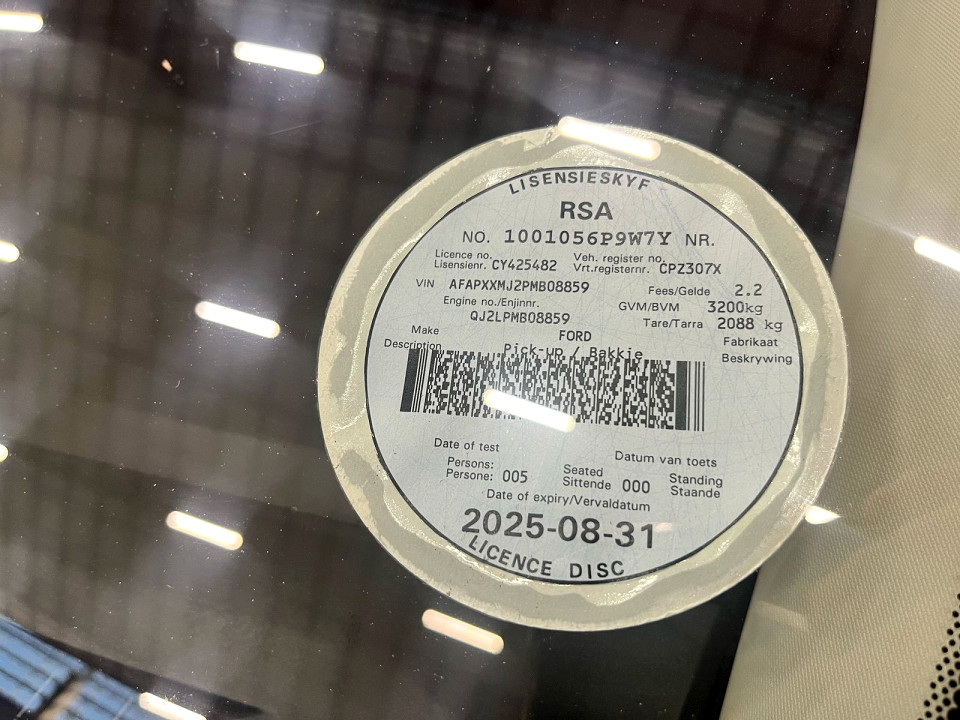 LISENSIESKYF
RSA
NO. 1001056P9W7Y NR.
Licence no. Veh. register no.
Lisensienr. CY425482 Vrt.registernr. CPZ307X
VIN AFAPXXMJ2PMB08859 Fees/Gelde 2.2
Engine no./Enjinnr. GVM/BVM 3200kg
QJ2LPMB08859 Tare/Tarra 2088 kg
Make FORD Fabrikaat
Description Pick-up / Bakkie Beskrywing
Date of test Datum van toets
Persons: Seated Standing
Persone: 005 Sittende 000 Staande
Date of expiry/Vervaldatum
2025-08-31
LICENCE DISC